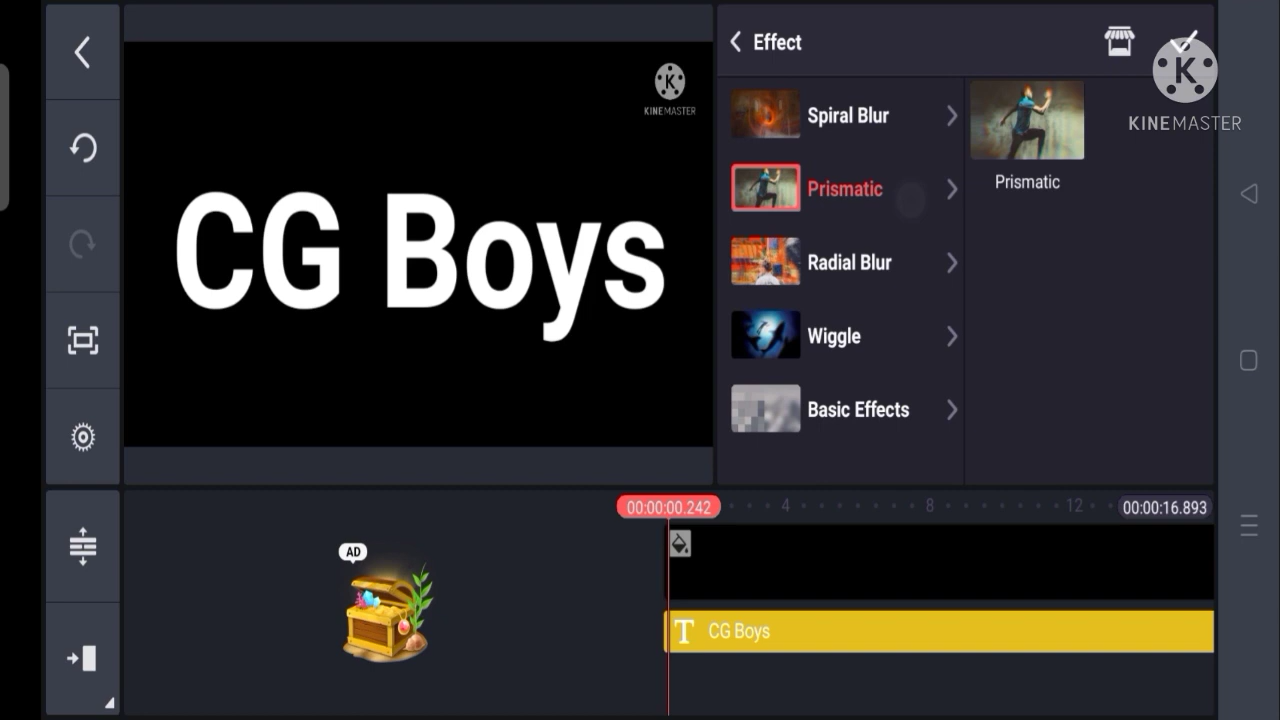 Effect
KINEMASTER
KINEMASTER
Spiral Blur
Prismatic
Prismatic
Radial Blur
Wiggle
Basic Effects
CG Boys
00:00:00.242
4
8
12
00:00:16.893
AD
T CG Boys